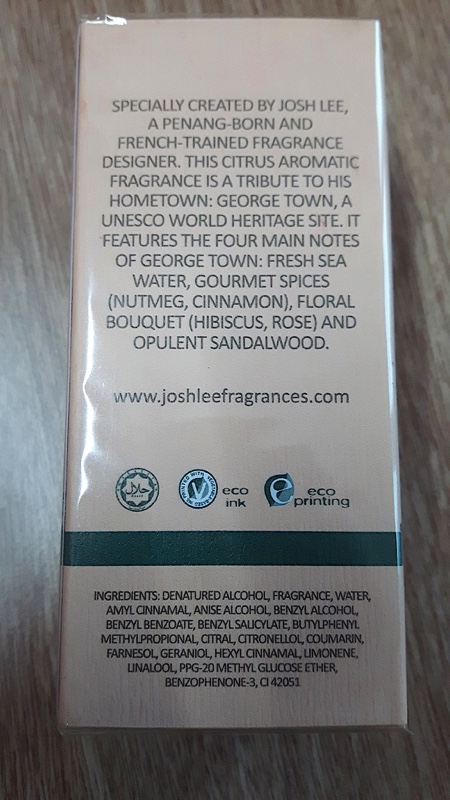 SPECIALLY CREATED BY JOSH LEE,
A PENANG-BORN AND
FRENCH-TRAINED FRAGRANCE
DESIGNER. THIS CITRUS AROMATIC
FRAGRANCE IS A TRIBUTE TO HIS
HOMETOWN: GEORGE TOWN, A
UNESCO WORLD HERITAGE SITE. IT
FEATURES THE FOUR MAIN NOTES
OF GEORGE TOWN: FRESH SEA
WATER, GOURMET SPICES
(NUTMEG, CINNAMON), FLORAL
BOUQUET (HIBISCUS, ROSE) AND
OPULENT SANDALWOOD.
www.joshleefragrances.com
حلال
PRINTED WITH
V
eco
ink
eco
printing
INGREDIENTS: DENATURED ALCOHOL, FRAGRANCE, WATER,
AMYL CINNAMAL, ANISE ALCOHOL, BENZYL ALCOHOL,
BENZYL BENZOATE, BENZYL SALICYLATE, BUTYLPHENYL
METHYLPROPIONAL, CITRAL, CITRONELLOL, COUMARIN,
FARNESOL, GERANIOL, HEXYL CINNAMAL, LIMONENE,
LINALOOL, PPG-20 METHYL GLUCOSE ETHER,
BENZOPHENONE-3, CI 42051